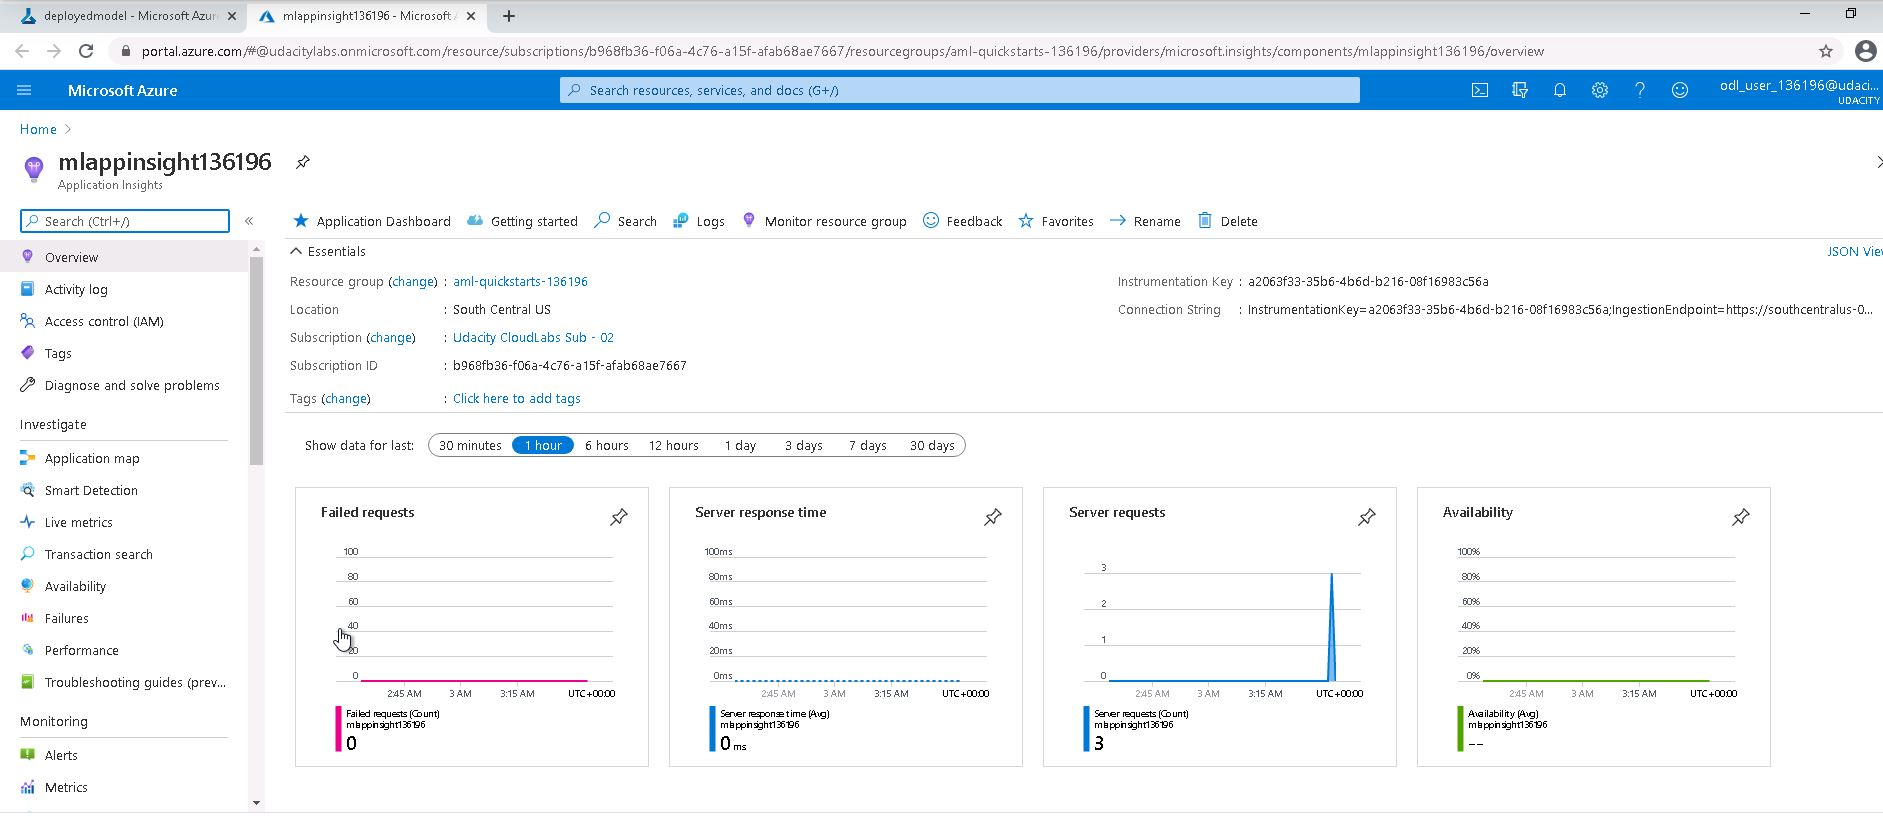 deployedmodel - Microsoft Azur
mlappinsight136196 - Microsoft A
portal.azure.com/#@udacitylabs.onmicrosoft.com/resource/subscriptions/b968fb36-f06a-4c76-a15f-afab68ae7667/resourcegroups/aml-quickstarts-136196/providers/microsoft.insights/components/mlappinsight136196/overview
Microsoft Azure
Search resources, services, and docs (G+/)
odl_user_136196@udaci...
UDACITY
Home
mlappinsight136196
Application Insights
Search (Ctrl+/)
Application Dashboard
Getting started
Search
Logs
Monitor resource group
Feedback
Favorites
Rename
Delete
Overview
Activity log
Access control (IAM)
Tags
Diagnose and solve problems
Investigate
Application map
Smart Detection
Live metrics
Transaction search
Availability
Failures
Performance
Troubleshooting guides (prev...
Monitoring
Alerts
Metrics
Essentials
JSON Vie
Resource group (change) : aml-quickstarts-136196
Location : South Central US
Subscription (change) : Udacity CloudLabs Sub - 02
Subscription ID : b968fb36-f06a-4c76-a15f-afab68ae7667
Tags (change) : Click here to add tags
Instrumentation Key : a2063f33-35b6-4b6d-b216-08f16983c56a
Connection String : InstrumentationKey=a2063f33-35b6-4b6d-b216-08f16983c56a;IngestionEndpoint=https://southcentralus-0...
Show data for last: 30 minutes 1 hour 6 hours 12 hours 1 day 3 days 7 days 30 days
Failed requests
100
80
60
40
20
0
2:45 AM 3 AM 3:15 AM UTC+00:00
Failed requests (Count)
mlappinsight136196
0
Server response time
100ms
80ms
60ms
40ms
20ms
0ms
2:45 AM 3 AM 3:15 AM UTC+00:00
Server response time (Avg)
mlappinsight136196
0 ms
Server requests
3
2
1
0
2:45 AM 3 AM 3:15 AM UTC+00:00
Server requests (Count)
mlappinsight136196
3
Availability
100%
80%
60%
40%
20%
0%
2:45 AM 3 AM 3:15 AM UTC+00:00
Availability (Avg)
mlappinsight136196
--